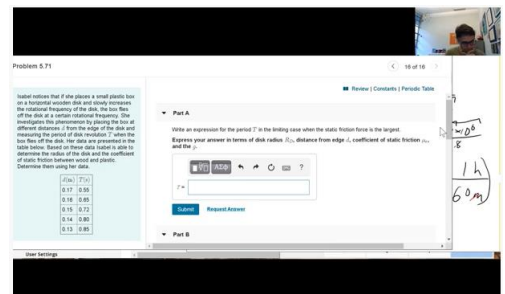 Problem 5.71
16 of 16
Review | Constants | Periodic Table
Isabel notices that if she places a small plastic box
on a horizontal wooden disk and slowly increases
the rotational frequency of the disk, the box flies
off the disk at a certain rotational frequency. She
investigates this phenomenon by placing the box at
different distances d from the edge of the disk and
measuring the period of disk revolution T when the
box flies off the disk. Her data are presented in the
table below. Based on these data Isabel is able to
determine the radius of the disk and the coefficient
of static friction between wood and plastic.
Determine them using her data.
d(m) T(s)
0.17 0.55
0.16 0.65
0.15 0.72
0.14 0.80
0.13 0.85
Part A
Write an expression for the period T in the limiting case when the static friction force is the largest.
Express your answer in terms of disk radius R_D, distance from edge d, coefficient of static friction μs,
and the g.
ΑΣΦ
?
T =
Submit Request Answer
Part B
User Settings
1 h
60 m